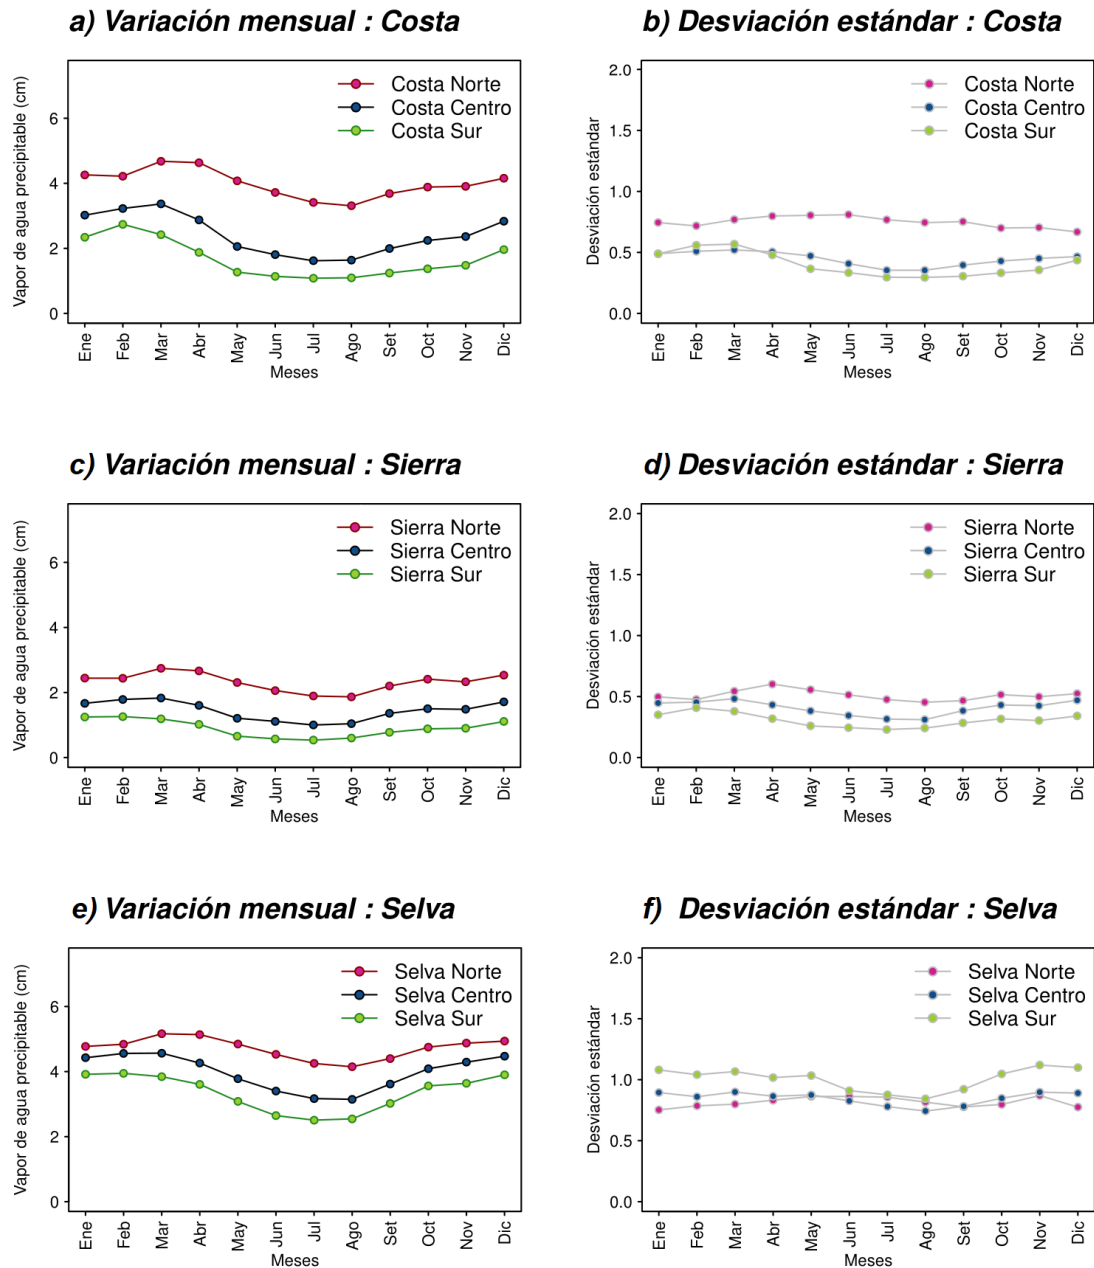 a) Variación mensual : Costa
Vapor de agua precipitable (cm)
6
4
2
0
Costa Norte
Costa Centro
Costa Sur
Ene Feb Mar Abr May Jun Jul Ago Set Oct Nov Dic
Meses
b) Desviación estándar : Costa
Desviación estándar
2.0
1.5
1.0
0.5
0.0
Costa Norte
Costa Centro
Costa Sur
Ene Feb Mar Abr May Jun Jul Ago Set Oct Nov Dic
Meses
c) Variación mensual : Sierra
Vapor de agua precipitable (cm)
6
4
2
0
Sierra Norte
Sierra Centro
Sierra Sur
Ene Feb Mar Abr May Jun Jul Ago Set Oct Nov Dic
Meses
d) Desviación estándar : Sierra
Desviación estándar
2.0
1.5
1.0
0.5
0.0
Sierra Norte
Sierra Centro
Sierra Sur
Ene Feb Mar Abr May Jun Jul Ago Set Oct Nov Dic
Meses
e) Variación mensual : Selva
Vapor de agua precipitable (cm)
6
4
2
0
Selva Norte
Selva Centro
Selva Sur
Ene Feb Mar Abr May Jun Jul Ago Set Oct Nov Dic
Meses
f) Desviación estándar : Selva
Desviación estándar
2.0
1.5
1.0
0.5
0.0
Selva Norte
Selva Centro
Selva Sur
Ene Feb Mar Abr May Jun Jul Ago Set Oct Nov Dic
Meses